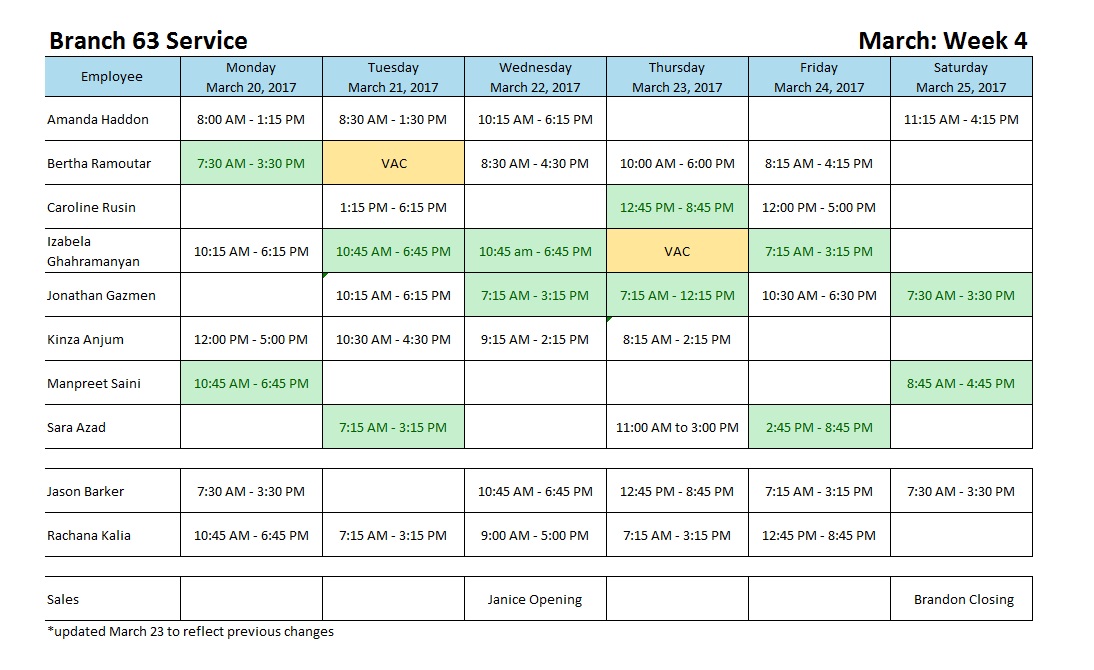 Branch 63 Service March: Week 4
Employee Monday Tuesday Wednesday Thursday Friday Saturday
March 20, 2017 March 21, 2017 March 22, 2017 March 23, 2017 March 24, 2017 March 25, 2017
Amanda Haddon 8:00 AM - 1:15 PM 8:30 AM - 1:30 PM 10:15 AM - 6:15 PM 11:15 AM - 4:15 PM
Bertha Ramoutar 7:30 AM - 3:30 PM VAC 8:30 AM - 4:30 PM 10:00 AM - 6:00 PM 8:15 AM - 4:15 PM
Caroline Rusin 1:15 PM - 6:15 PM 12:45 PM - 8:45 PM 12:00 PM - 5:00 PM
Izabela
Ghahramanyan 10:15 AM - 6:15 PM 10:45 AM - 6:45 PM 10:45 am - 6:45 PM VAC 7:15 AM - 3:15 PM
Jonathan Gazmen 10:15 AM - 6:15 PM 7:15 AM - 3:15 PM 7:15 AM - 12:15 PM 10:30 AM - 6:30 PM 7:30 AM - 3:30 PM
Kinza Anjum 12:00 PM - 5:00 PM 10:30 AM - 4:30 PM 9:15 AM - 2:15 PM 8:15 AM - 2:15 PM
Manpreet Saini 10:45 AM - 6:45 PM 8:45 AM - 4:45 PM
Sara Azad 7:15 AM - 3:15 PM 11:00 AM to 3:00 PM 2:45 PM - 8:45 PM
Jason Barker 7:30 AM - 3:30 PM 10:45 AM - 6:45 PM 12:45 PM - 8:45 PM 7:15 AM - 3:15 PM 7:30 AM - 3:30 PM
Rachana Kalia 10:45 AM - 6:45 PM 7:15 AM - 3:15 PM 9:00 AM - 5:00 PM 7:15 AM - 3:15 PM 12:45 PM - 8:45 PM
Sales Janice Opening Brandon Closing
*updated March 23 to reflect previous changes